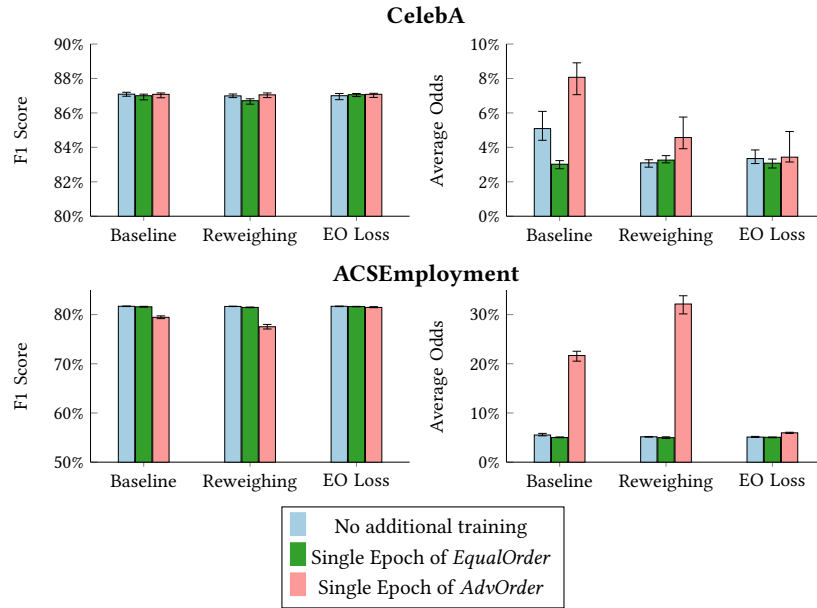 CelebA
F1 Score
90%
88%
86%
84%
82%
80%
Baseline Reweighing EO Loss
Average Odds
10%
8%
6%
4%
2%
0%
Baseline Reweighing EO Loss
ACSEmployment
F1 Score
80%
70%
60%
50%
Baseline Reweighing EO Loss
Average Odds
30%
20%
10%
0%
Baseline Reweighing EO Loss
No additional training
Single Epoch of EqualOrder
Single Epoch of AdvOrder